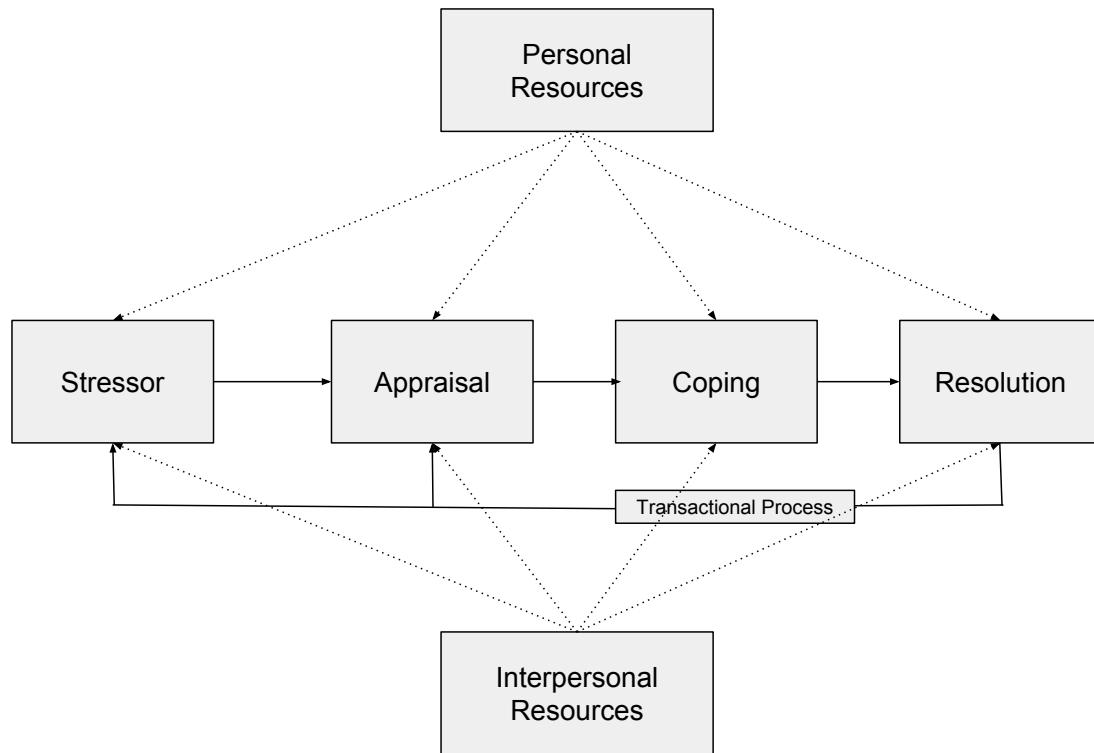 Personal
Resources
Stressor
Appraisal
Coping
Resolution
Transactional Process
Interpersonal
Resources